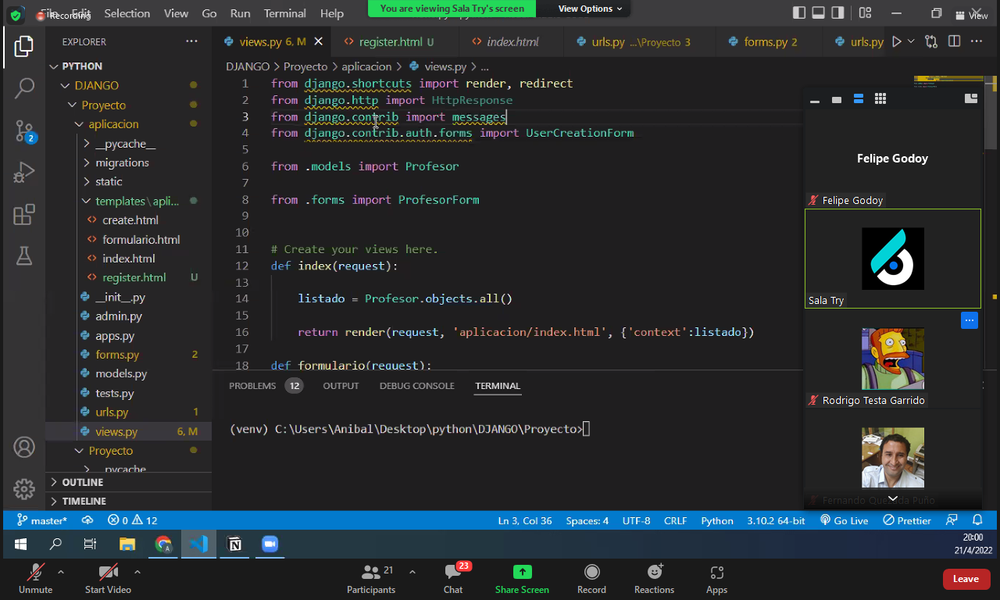 File Edit Selection View Go Run Terminal Help
Recording
You are viewing Sala Try's screen
View Options
View
EXPLORER
PYTHON
DJANGO
Proyecto
aplicacion
__pycache__
migrations
static
templates\apli...
create.html
formulario.html
index.html
register.html U
__init__.py
admin.py
apps.py
forms.py 2
models.py
tests.py
urls.py 1
views.py 6, M
Proyecto
__pycache__
OUTLINE
TIMELINE
2
views.py 6, M
register.html U
index.html
urls.py ...\Proyecto 3
forms.py 2
urls.py
DJANGO > Proyecto > aplicacion > views.py > ...
1 from django.shortcuts import render, redirect
2 from django.http import HttpResponse
3 from django.contrib import messages
4 from django.contrib.auth.forms import UserCreationForm
5
6 from .models import Profesor
7
8 from .forms import ProfesorForm
9
10
11 # Create your views here.
12 def index(request):
13
14 listado = Profesor.objects.all()
15
16 return render(request, 'aplicacion/index.html', {'context':listado})
17
18 def formulario(request):
PROBLEMS 12 OUTPUT DEBUG CONSOLE TERMINAL
(venv) C:\Users\Anibal\Desktop\python\DJANGO\Proyecto>
Felipe Godoy
Felipe Godoy
Sala Try
Rodrigo Testa Garrido
Fernando Quezada Puño
master* 0 12
Ln 3, Col 36 Spaces: 4 UTF-8 CRLF Python 3.10.2 64-bit Go Live Prettier
20:00
21/4/2022
Unmute
Start Video
Participants 21
Chat 23
Share Screen
Record
Reactions
Apps
Leave